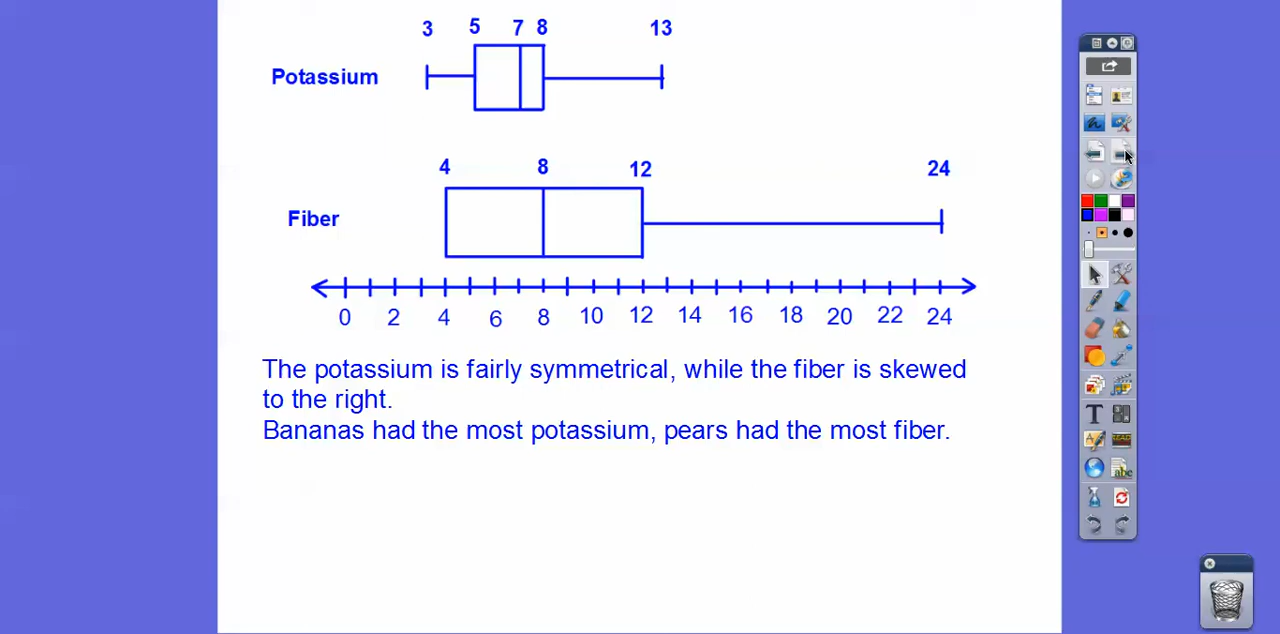 3 5 7 8 13
Potassium
4 8 12 24
Fiber
0 2 4 6 8 10 12 14 16 18 20 22 24
The potassium is fairly symmetrical, while the fiber is skewed
to the right.
Bananas had the most potassium, pears had the most fiber.
T
abc